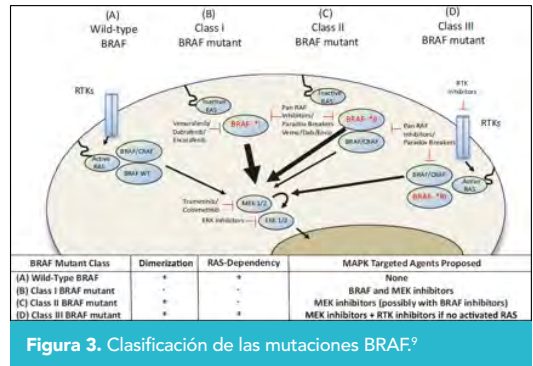 (A)
Wild-type
BRAF
(B)
Class I
BRAF mutant
(C)
Class II
BRAF mutant
(D)
Class III
BRAF mutant
RTKs
Active
RAS
BRAF/CRAF
BRAF WT
Inactive
RAS
Vemurafenib/
Dabrafenib/
Encorafenib
BRAF- *I
Pan RAF
Inhibitors/
Paradox Breakers
Inactive
RAS
BRAF- *II
BRAF/CRAF
Pan RAF
Inhibitors/
Paradox Breakers
RTK
Inhibitors
RTKs
BRAF/CRAF
BRAF- *III
Active
RAS
Trametinib/
Cobimetinib
MEK 1/2
ERK Inhibitors
ERK 1/2
BRAF Mutant Class Dimerization RAS-Dependency MAPK Targeted Agents Proposed
(A) Wild-Type BRAF + + None
(B) Class I BRAF mutant - - BRAF and MEK inhibitors
(C) Class II BRAF mutant + - MEK inhibitors (possibly with BRAF inhibitors)
(D) Class III BRAF mutant + + MEK inhibitors + RTK inhibitors if no activated RAS
Figura 3. Clasificación de las mutaciones BRAF.⁹